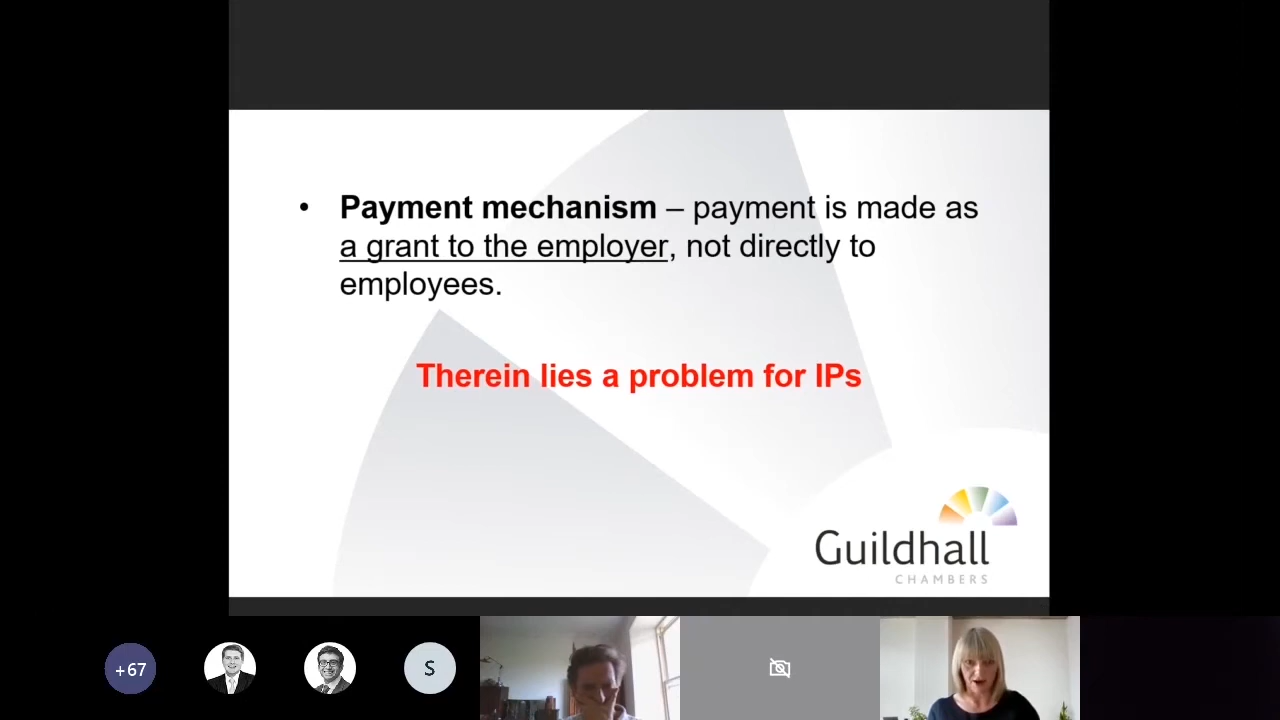 • Payment mechanism – payment is made as
a grant to the employer, not directly to
employees.
Therein lies a problem for IPs
Guildhall
CHAMBERS
+67
S